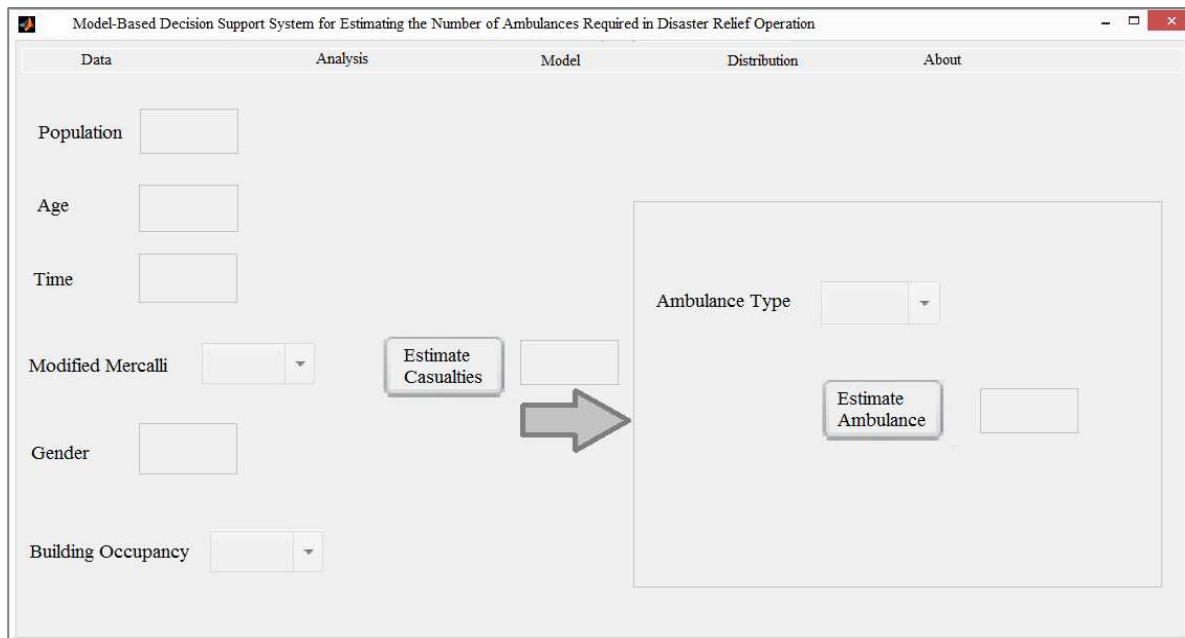 Model-Based Decision Support System for Estimating the Number of Ambulances Required in Disaster Relief Operation
Data Analysis Model Distribution About
Population
Age
Time
Ambulance Type
Modified Mercalli
Estimate
Casualties
Estimate
Ambulance
Gender
Building Occupancy